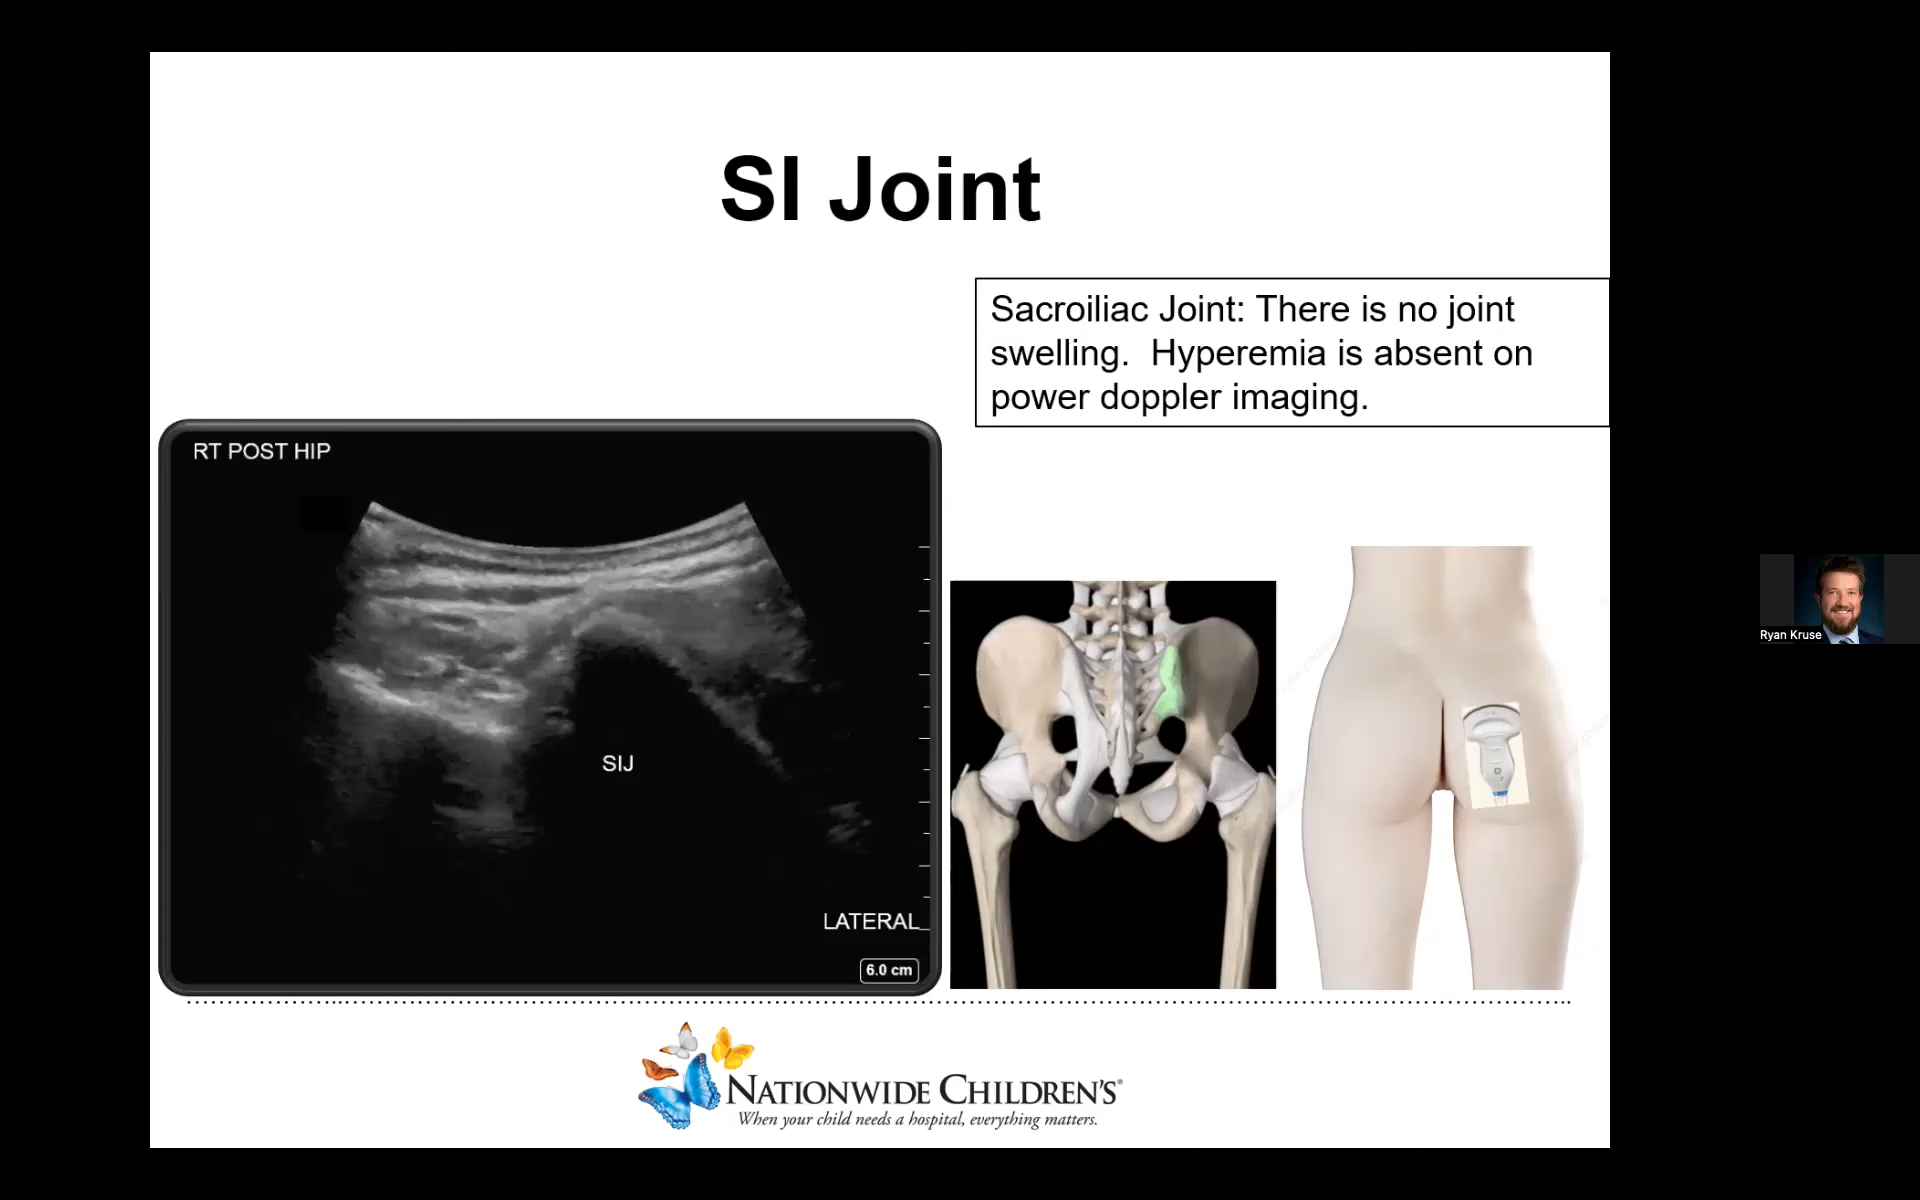 SI Joint
Sacroiliac Joint: There is no joint
swelling.  Hyperemia is absent on
power doppler imaging.
RT POST HIP
SIJ
LATERAL
6.0 cm
Ryan Kruse
NATIONWIDE CHILDREN'S®
When your child needs a hospital, everything matters.